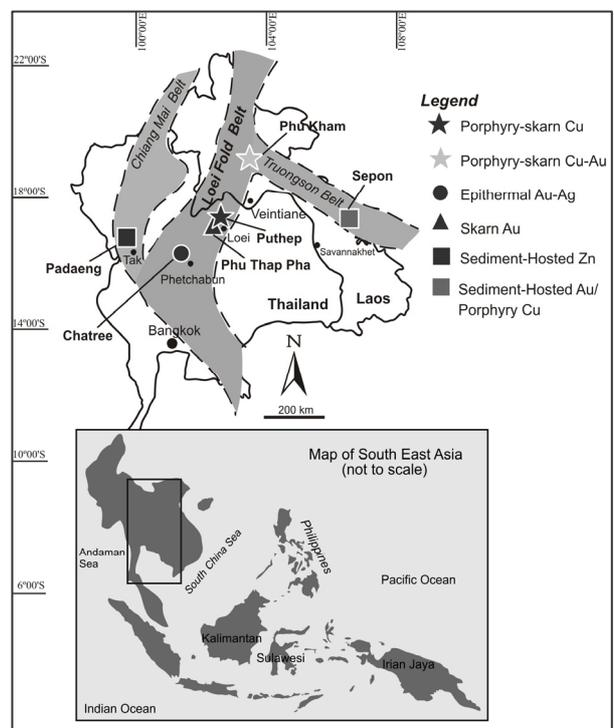 100°00'E
104°00'E
108°00'E
22°00'S
18°00'S
14°00'S
10°00'S
6°00'S
Chiang Mai Belt
Loei Fold Belt
Phu Kham
Truongson Belt
Sepon
Veintiane
Loei
Puthep
Savannakhet
Padaeng
Tak
Phu Thap Pha
Phetchabun
Thailand
Laos
Chatree
Bangkok
N
200 km
Legend
Porphyry-skarn Cu
Porphyry-skarn Cu-Au
Epithermal Au-Ag
Skarn Au
Sediment-Hosted Zn
Sediment-Hosted Au/
Porphyry Cu
Map of South East Asia
(not to scale)
Andaman
Sea
South China Sea
Philippines
Pacific Ocean
Kalimantan
Sulawesi
Irian Jaya
Indian Ocean